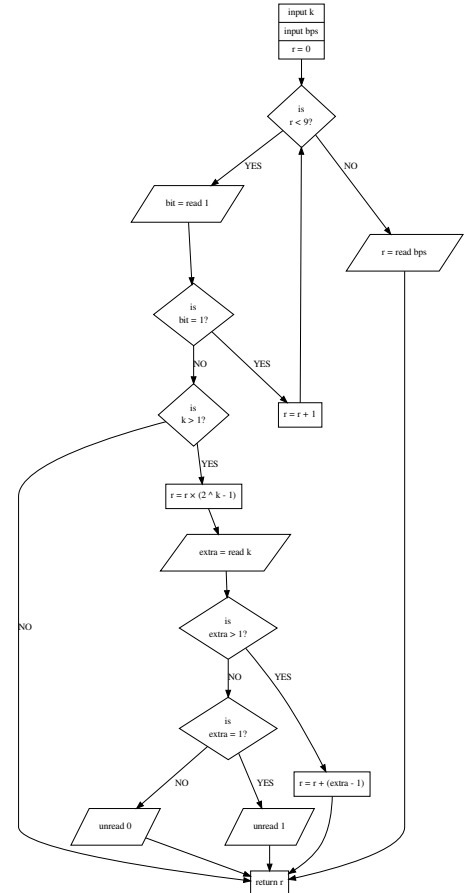 input k
input bps
r = 0
is
r < 9?
YES
NO
bit = read 1
r = read bps
is
bit = 1?
NO
YES
is
k > 1?
r = r + 1
YES
r = r × (2 ^ k - 1)
extra = read k
is
extra > 1?
NO
NO
YES
is
extra = 1?
NO
YES
r = r + (extra - 1)
unread 0
unread 1
return r